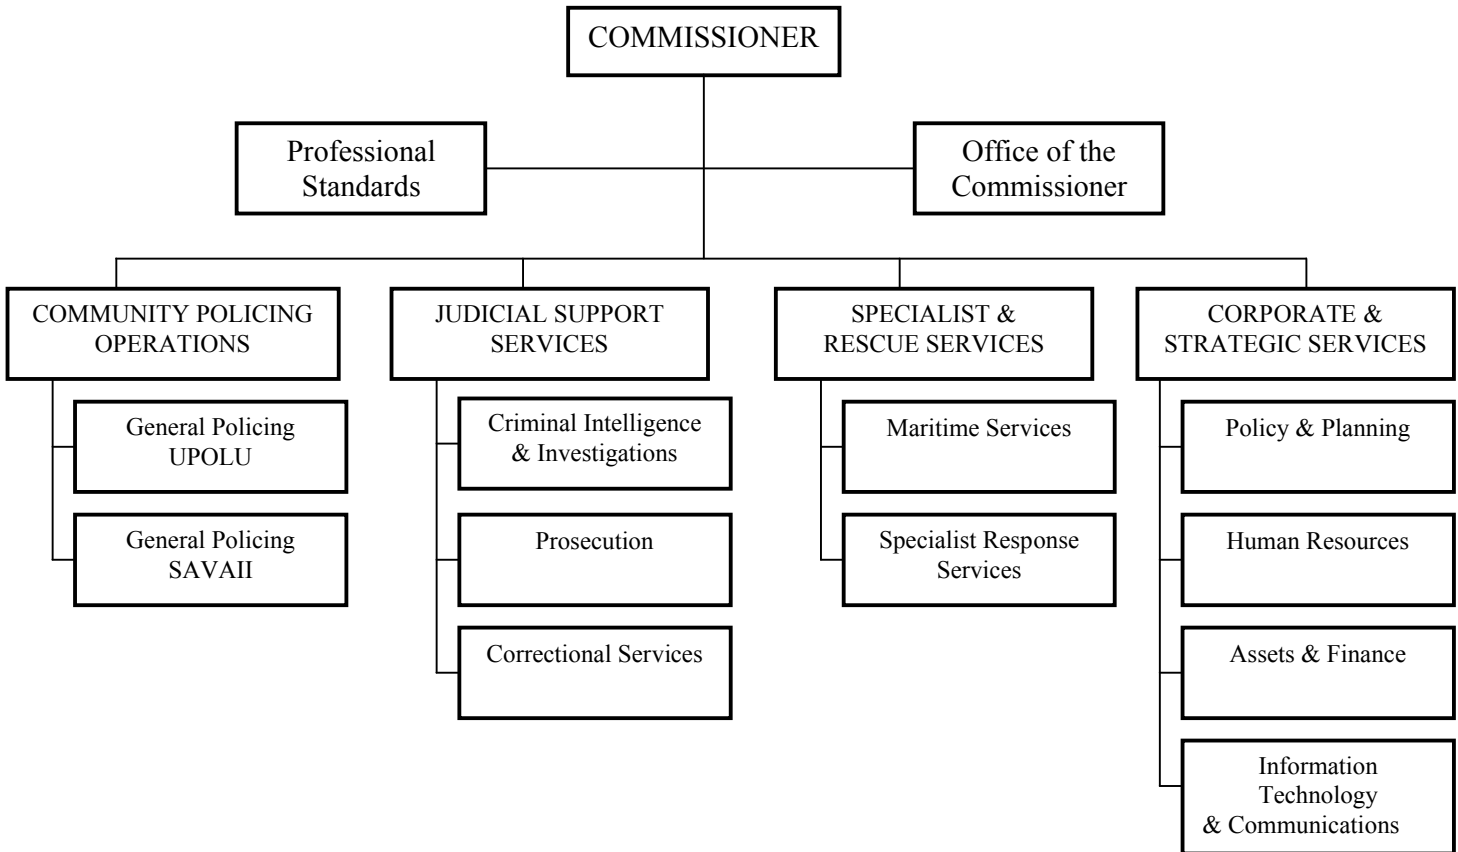 COMMISSIONER
Professional
Standards
Office of the
Commissioner
COMMUNITY POLICING
OPERATIONS
JUDICIAL SUPPORT
SERVICES
SPECIALIST &
RESCUE SERVICES
CORPORATE &
STRATEGIC SERVICES
General Policing
UPOLU
General Policing
SAVAII
Criminal Intelligence
& Investigations
Prosecution
Correctional Services
Maritime Services
Specialist Response
Services
Policy & Planning
Human Resources
Assets & Finance
Information
Technology
& Communications